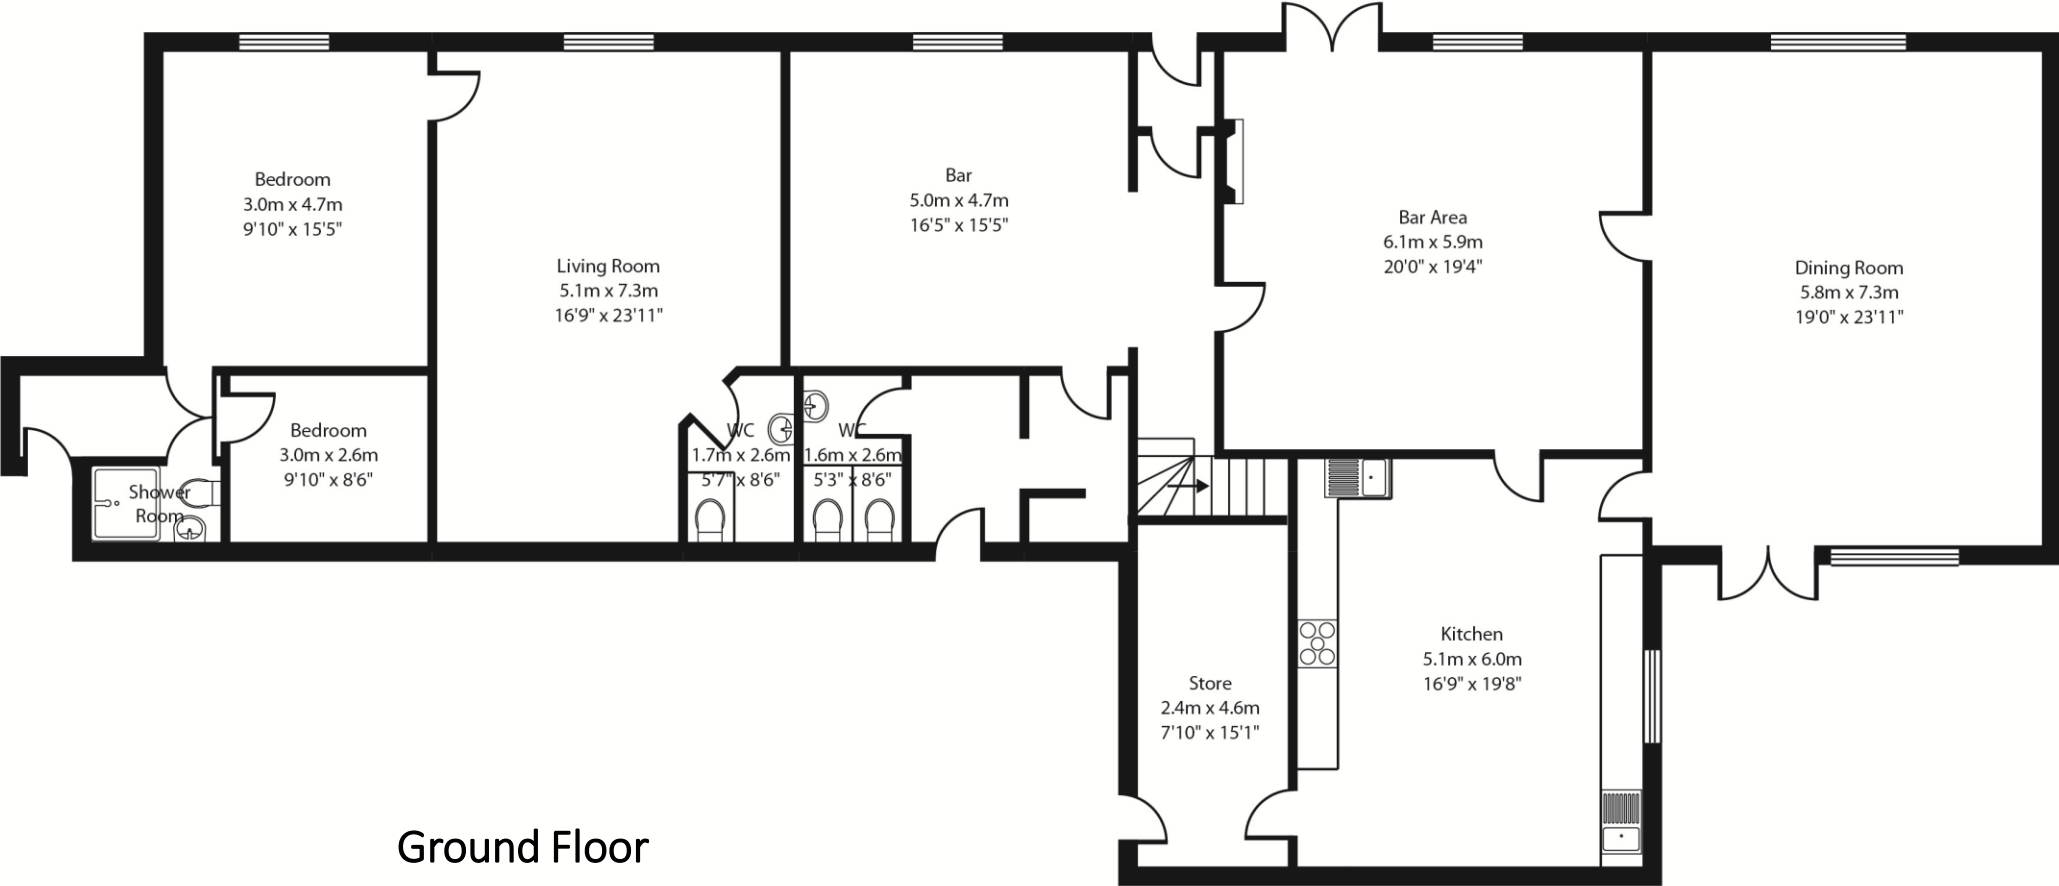 Bedroom
3.0m x 4.7m
9'10" x 15'5"
Living Room
5.1m x 7.3m
16'9" x 23'11"
Bar
5.0m x 4.7m
16'5" x 15'5"
Bar Area
6.1m x 5.9m
20'0" x 19'4"
Dining Room
5.8m x 7.3m
19'0" x 23'11"
Bedroom
3.0m x 2.6m
9'10" x 8'6"
Shower
Room
WC
1.7m x 2.6m
5'7" x 8'6"
WC
1.6m x 2.6m
5'3" x 8'6"
Store
2.4m x 4.6m
7'10" x 15'1"
Kitchen
5.1m x 6.0m
16'9" x 19'8"
Ground Floor